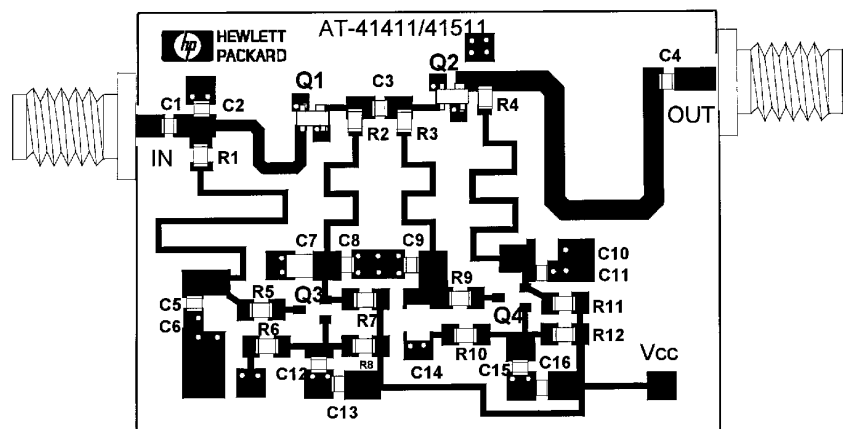 hp HEWLETT
PACKARD
AT-41411/41511
C4
Q1
Q2
C3
C1
C2
R4
OUT
R2
R3
IN
R1
C7
C8
C9
C10
C11
R9
C5
R5
Q3
R11
C6
R7
Q4
R6
R12
R10
Vcc
C12
R8
C14
C15
C16
C13